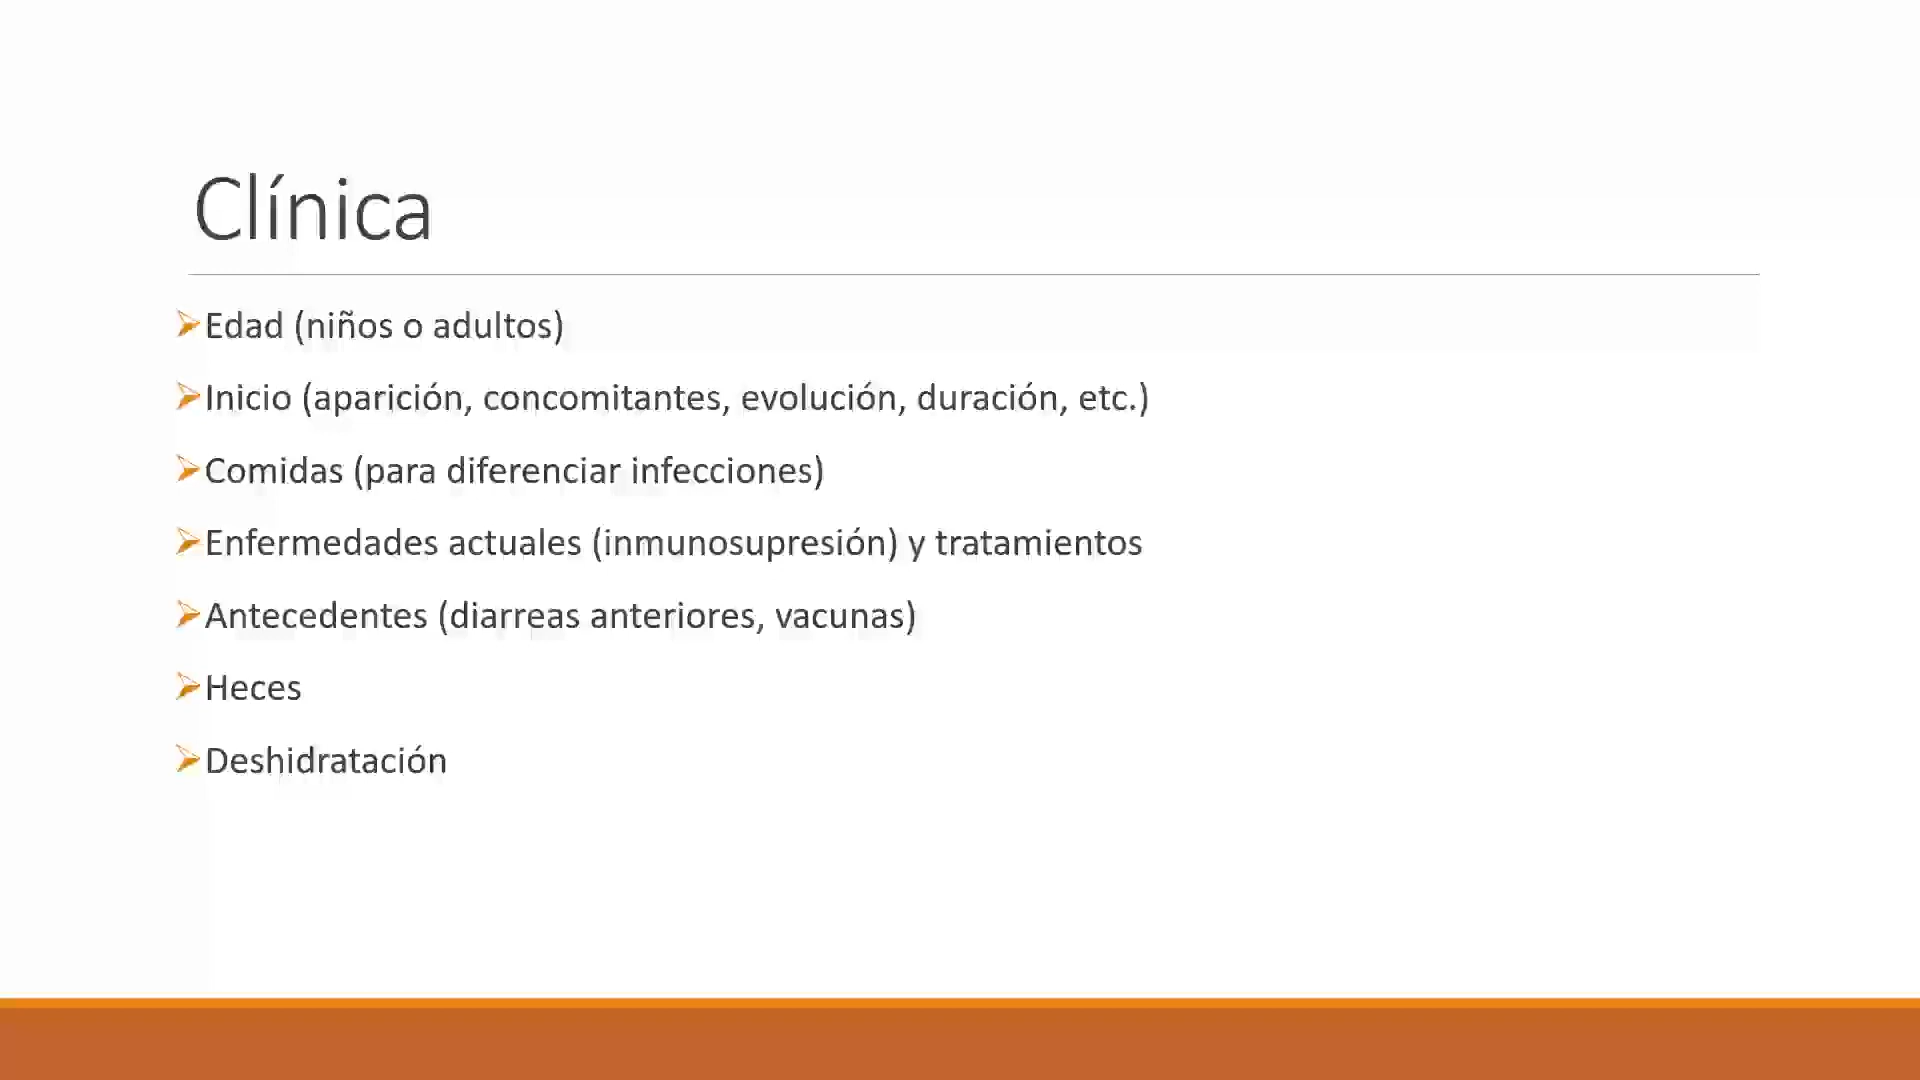 Clínica
Edad (niños o adultos)
Inicio (aparición, concomitantes, evolución, duración, etc.)
Comidas (para diferenciar infecciones)
Enfermedades actuales (inmunosupresión) y tratamientos
Antecedentes (diarreas anteriores, vacunas)
Heces
Deshidratación